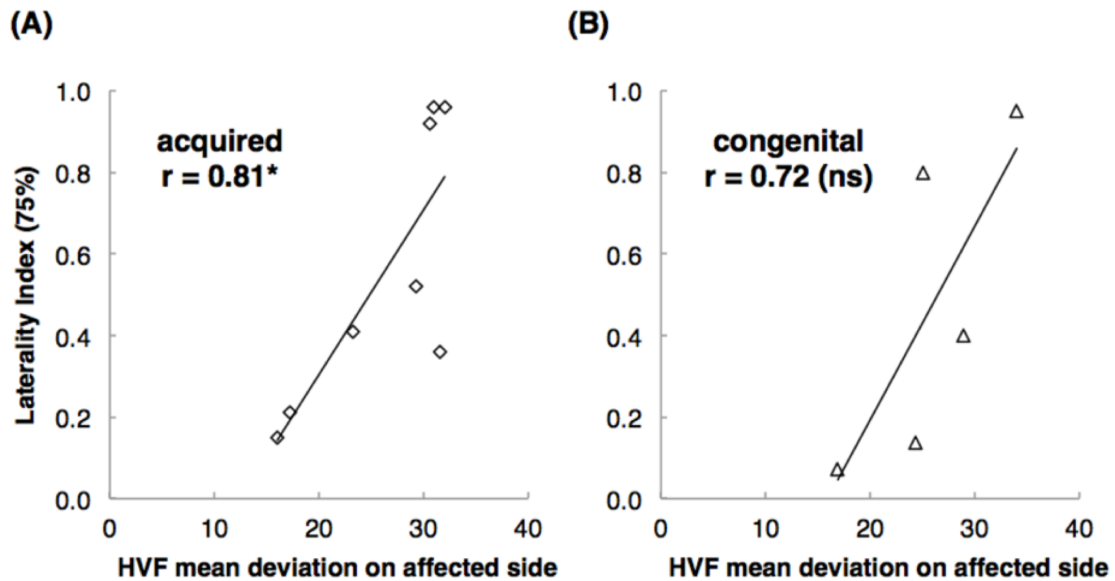 (A)
(B)
Laterality Index (75%)
1.0
0.8
0.6
0.4
0.2
0.0
acquired
r = 0.81*
0
10
20
30
40
HVF mean deviation on affected side
1.0
0.8
0.6
0.4
0.2
0.0
congenital
r = 0.72 (ns)
0
10
20
30
40
HVF mean deviation on affected side